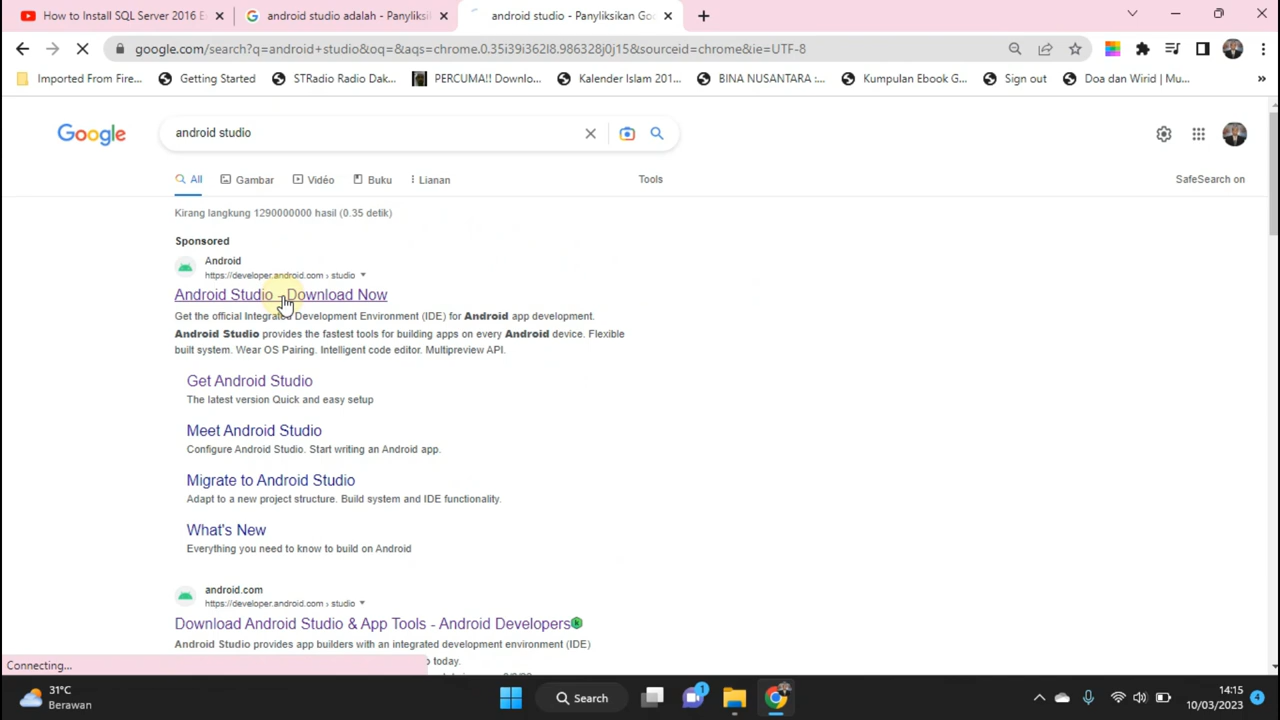 How to Install SQL Server 2016 E
android studio adalah - Panyliksik
android studio - Panyliksikan Goo
google.com/search?q=android+studio&oq=&aqs=chrome.0.35i39i362l8.986328j0j15&sourceid=chrome&ie=UTF-8
Imported From Fire...
Getting Started
STRadio Radio Dak...
PERCUMA!! Downlo...
Kalender Islam 201...
BINA NUSANTARA :...
Kumpulan Ebook G...
Sign out
Doa dan Wirid | Mu...
Google
android studio
All
Gambar
Vidéo
Buku
Lianan
Tools
SafeSearch on
Kirang langkung 1290000000 hasil (0.35 detik)
Sponsored
Android
https://developer.android.com › studio
Android Studio - Download Now
Get the official Integrated Development Environment (IDE) for Android app development.
Android Studio provides the fastest tools for building apps on every Android device. Flexible
built system. Wear OS Pairing. Intelligent code editor. Multipreview API.
Get Android Studio
The latest version Quick and easy setup
Meet Android Studio
Configure Android Studio. Start writing an Android app.
Migrate to Android Studio
Adapt to a new project structure. Build system and IDE functionality.
What's New
Everything you need to know to build on Android
android.com
https://developer.android.com › studio
Download Android Studio & App Tools - Android Developers
Android Studio provides app builders with an integrated development environment (IDE)
today.
Connecting...
31°C
Berawan
Search
1
14:15
10/03/2023
4